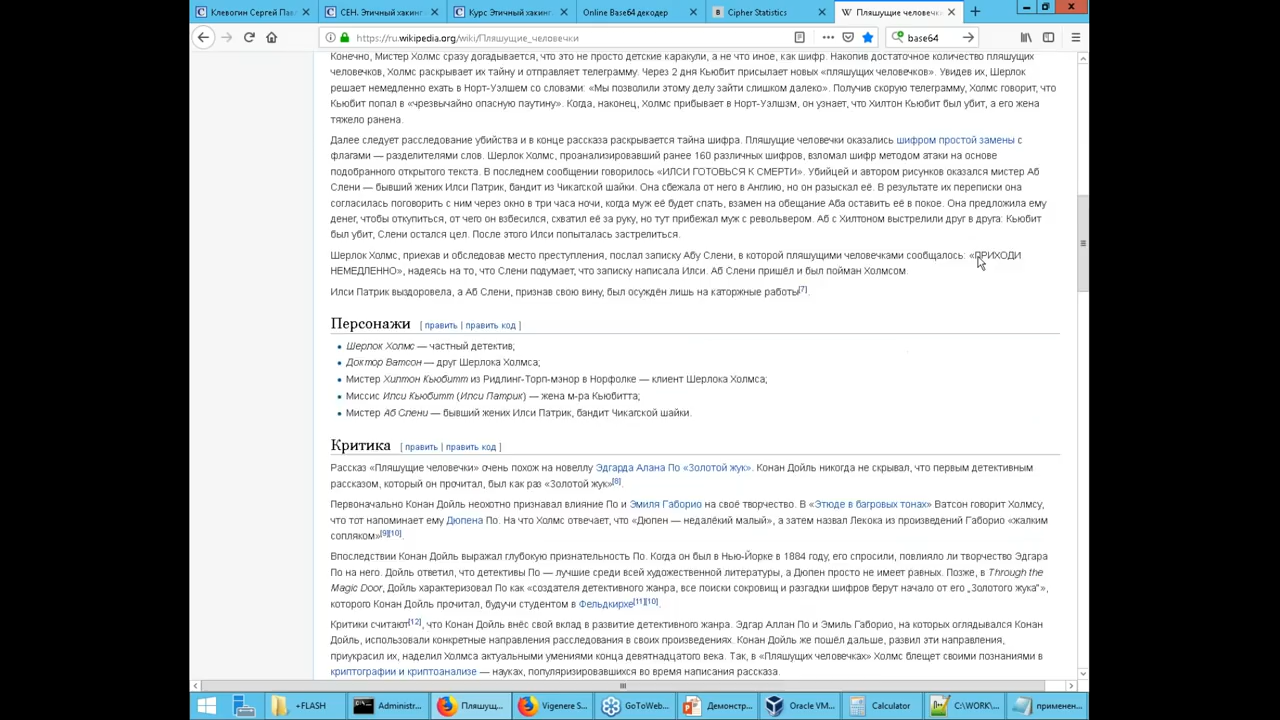 Клевогин Сергей Пав
CEH. Этичный хакинг
Курс Этичный хакинг
Online Base64 декодер
Cipher Statistics
Пляшущие человечки
https://ru.wikipedia.org/wiki/Пляшущие_человечки
base64
Конечно, Мистер Холмс сразу догадывается, что это не просто детские каракули, а не что иное, как шифр. Накопив достаточное количество пляшущих
человечков, Холмс раскрывает их тайну и отправляет телеграмму. Через 2 дня Кьюбит присылает новых «пляшущих человечков». Увидев их, Шерлок
решает немедленно ехать в Норт-Уэлшем со словами: «Мы позволили этому делу зайти слишком далеко». Получив скорую телеграмму, Холмс говорит, что
Кьюбит попал в «чрезвычайно опасную паутину». Когда, наконец, Холмс прибывает в Норт-Уэлшэм, он узнает, что Хилтон Кьюбит был убит, а его жена
тяжело ранена.
Далее следует расследование убийства и в конце рассказа раскрывается тайна шифра. Пляшущие человечки оказались шифром простой замены с
флагами — разделителями слов. Шерлок Холмс, проанализировавший ранее 160 различных шифров, взломал шифр методом атаки на основе
подобранного открытого текста. В последнем сообщении говорилось «ИЛСИ ГОТОВЬСЯ К СМЕРТИ». Убийцей и автором рисунков оказался мистер Аб
Слени — бывший жених Илси Патрик, бандит из Чикагской шайки. Она сбежала от него в Англию, но он разыскал её. В результате их переписки она
согласилась поговорить с ним через окно в три часа ночи, когда муж её будет спать, взамен на обещание Аба оставить её в покое. Она предложила ему
денег, чтобы откупиться, от чего он взбесился, схватил её за руку, но тут прибежал муж с револьвером. Аб с Хилтоном выстрелили друг в друга: Кьюбит
был убит, Слени остался цел. После этого Илси попыталась застрелиться.
Шерлок Холмс, приехав и обследовав место преступления, послал записку Абу Слени, в которой пляшущими человечками сообщалось: «ПРИХОДИ
НЕМЕДЛЕННО», надеясь на то, что Слени подумает, что записку написала Илси. Аб Слени пришёл и был пойман Холмсом.
Илси Патрик выздоровела, а Аб Слени, признав свою вину, был осуждён лишь на каторжные работы[7].
Персонажи [ править | править код ]
Шерлок Холмс — частный детектив;
Доктор Ватсон — друг Шерлока Холмса;
Мистер Хилтон Кьюбитт из Ридлинг-Торп-мэнор в Норфолке — клиент Шерлока Холмса;
Миссис Илси Кьюбитт (Илси Патрик) — жена м-ра Кьюбитта;
Мистер Аб Слени — бывший жених Илси Патрик, бандит Чикагской шайки.
Критика [ править | править код ]
Рассказ «Пляшущие человечки» очень похож на новеллу Эдгарда Алана По «Золотой жук». Конан Дойль никогда не скрывал, что первым детективным
рассказом, который он прочитал, был как раз «Золотой жук»[8].
Первоначально Конан Дойль неохотно признавал влияние По и Эмиля Габорио на своё творчество. В «Этюде в багровых тонах» Ватсон говорит Холмсу,
что тот напоминает ему Дюпена По. На что Холмс отвечает, что «Дюпен — недалёкий малый», а затем назвал Лекока из произведений Габорио «жалким
сопляком»[9][10].
Впоследствии Конан Дойль выражал глубокую признательность По. Когда он был в Нью-Йорке в 1884 году, его спросили, повлияло ли творчество Эдгара
По на него. Дойль ответил, что детективы По — лучшие среди всей художественной литературы, а Дюпен просто не имеет равных. Позже, в Through the
Magic Door, Дойль характеризовал По как «создателя детективного жанра, все поиски сокровищ и разгадки шифров берут начало от его „Золотого жука“»,
которого Конан Дойль прочитал, будучи студентом в Фельдкирхе[11][10].
Критики считают[12], что Конан Дойль внёс свой вклад в развитие детективного жанра. Эдгар Аллан По и Эмиль Габорио, на которых оглядывался Конан
Дойль, использовали конкретные направления расследования в своих произведениях. Конан Дойль же пошёл дальше, развил эти направления,
приукрасил их, наделил Холмса актуальными умениями конца девятнадцатого века. Так, в «Пляшущих человечках» Холмс блещет своими познаниями в
криптографии и криптоанализе — науках, популяризировавшихся во время написания рассказа.
+FLASH
Administr...
Пляшущ...
Vigenere S...
GoToWeb...
Демонстр...
Oracle VM...
Calculator
C:\WORK\...
применен...